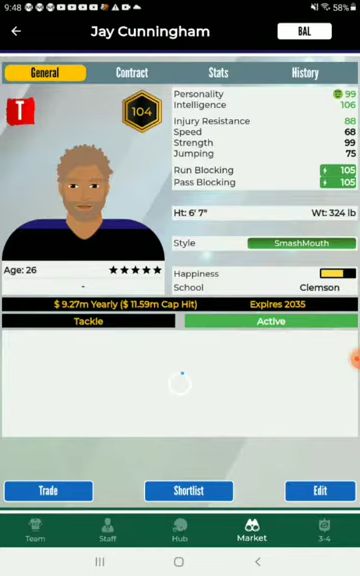 9:48 58%
Jay Cunningham BAL
General Contract Stats History
T 104
Personality 99
Intelligence 106
Injury Resistance 88
Speed 68
Strength 99
Jumping 75
Run Blocking 105
Pass Blocking 105
Ht: 6' 7" Wt: 324 lb
Style SmashMouth
Age: 26
-
Happiness
School Clemson
$ 9.27m Yearly ($ 11.59m Cap Hit) Expires 2035
Tackle Active
Trade Shortlist Edit
Team Staff Hub Market 3-4